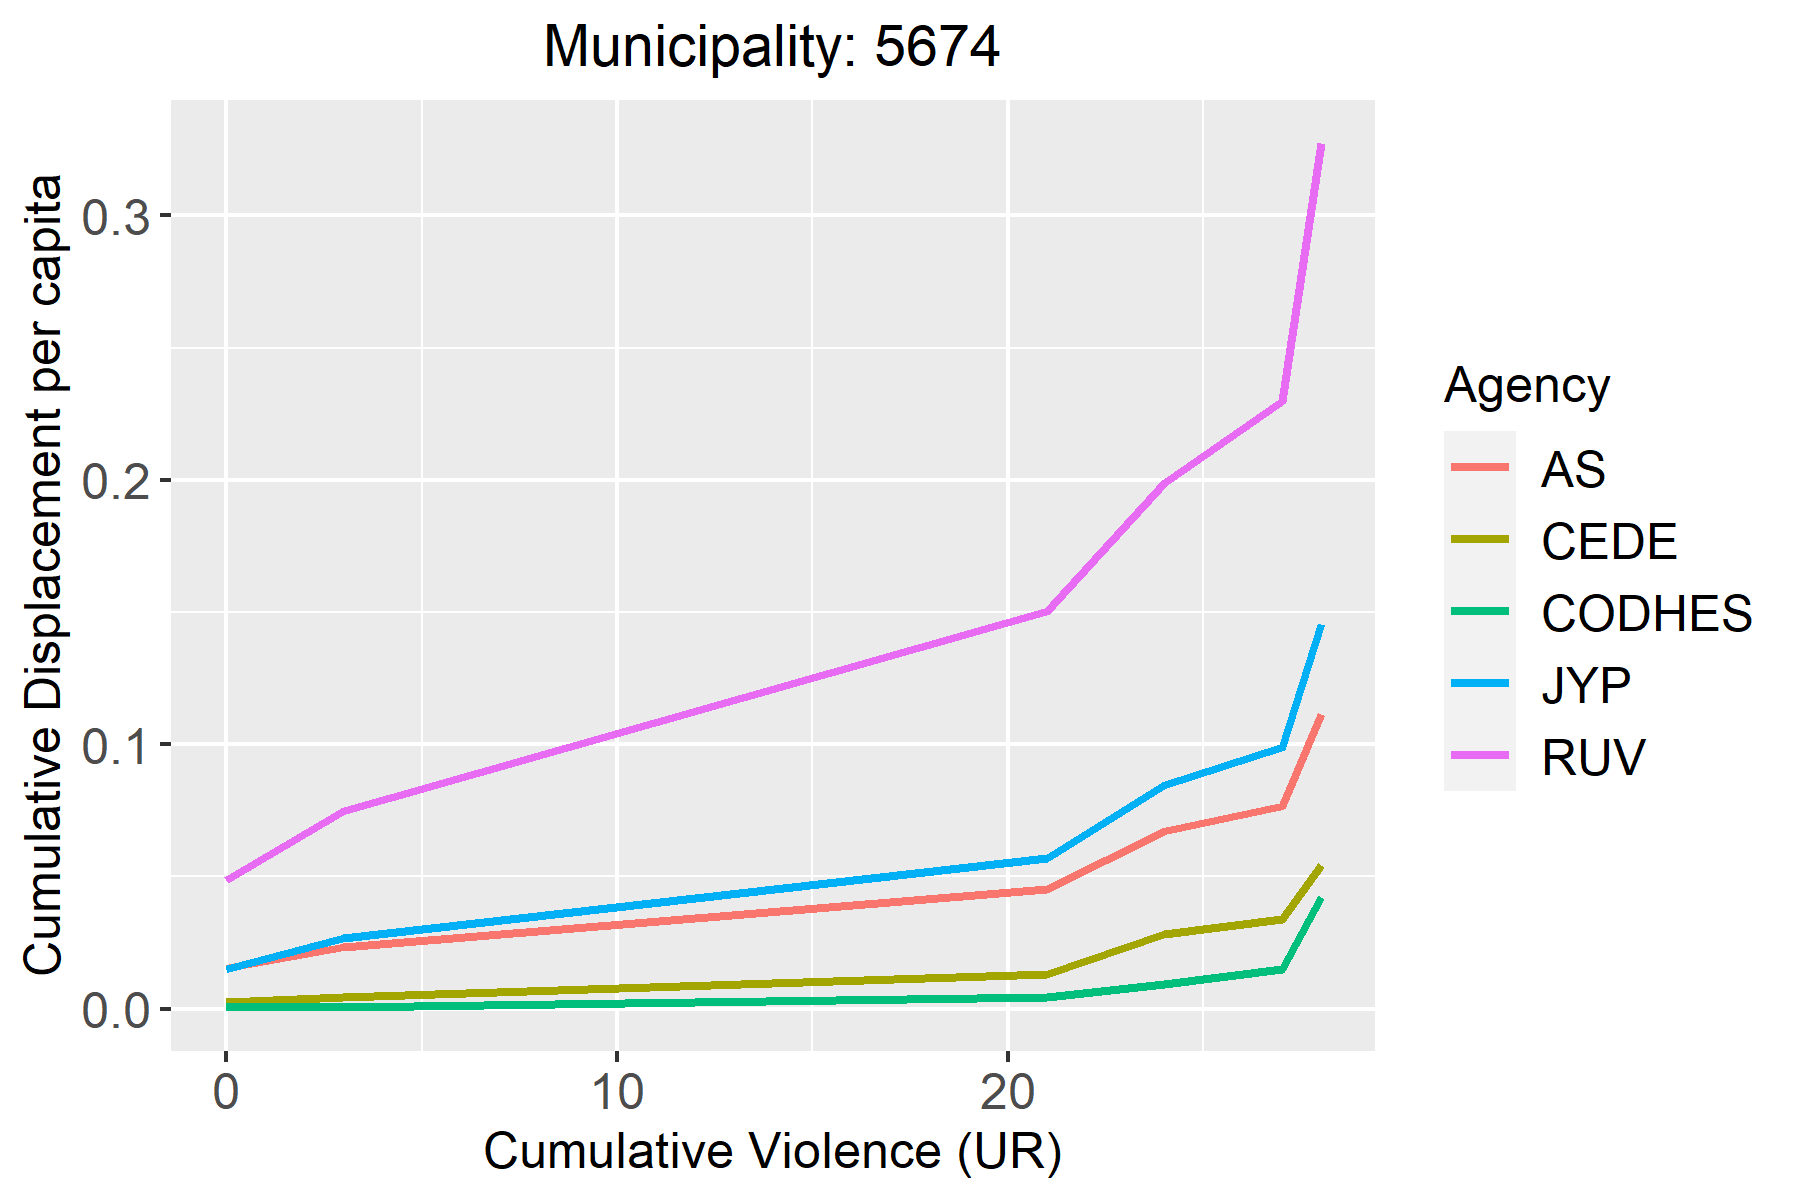 Municipality: 5674
Cumulative Displacement per capita
0.3
0.2
0.1
0.0
0
10
20
Cumulative Violence (UR)
Agency
AS
CEDE
CODHES
JYP
RUV